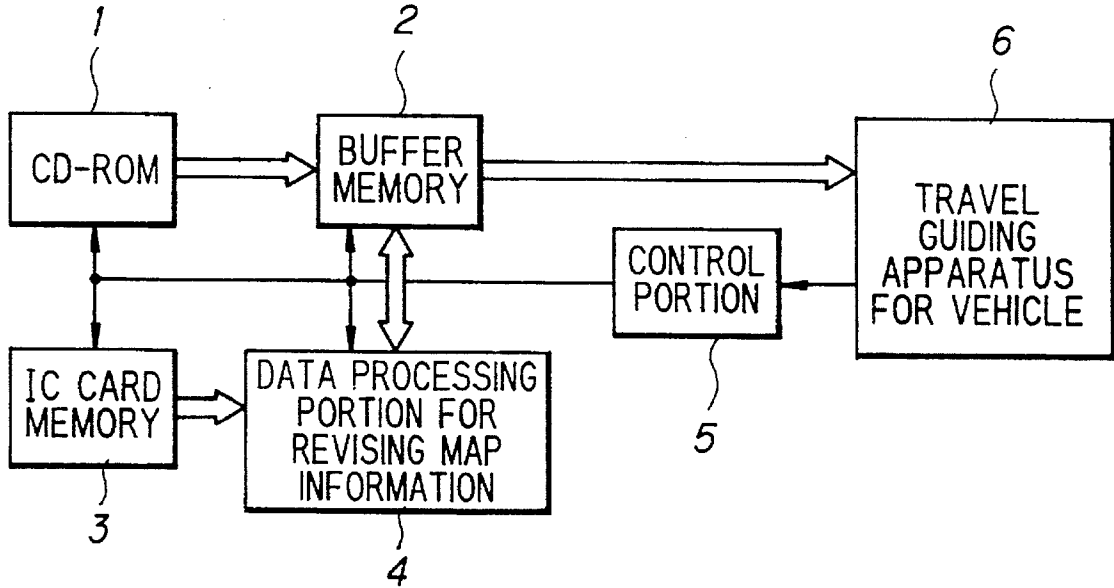 1
2
6
CD-ROM
BUFFER
MEMORY
TRAVEL
GUIDING
APPARATUS
FOR VEHICLE
CONTROL
PORTION
5
IC CARD
MEMORY
3
DATA PROCESSING
PORTION FOR
REVISING MAP
INFORMATION
4